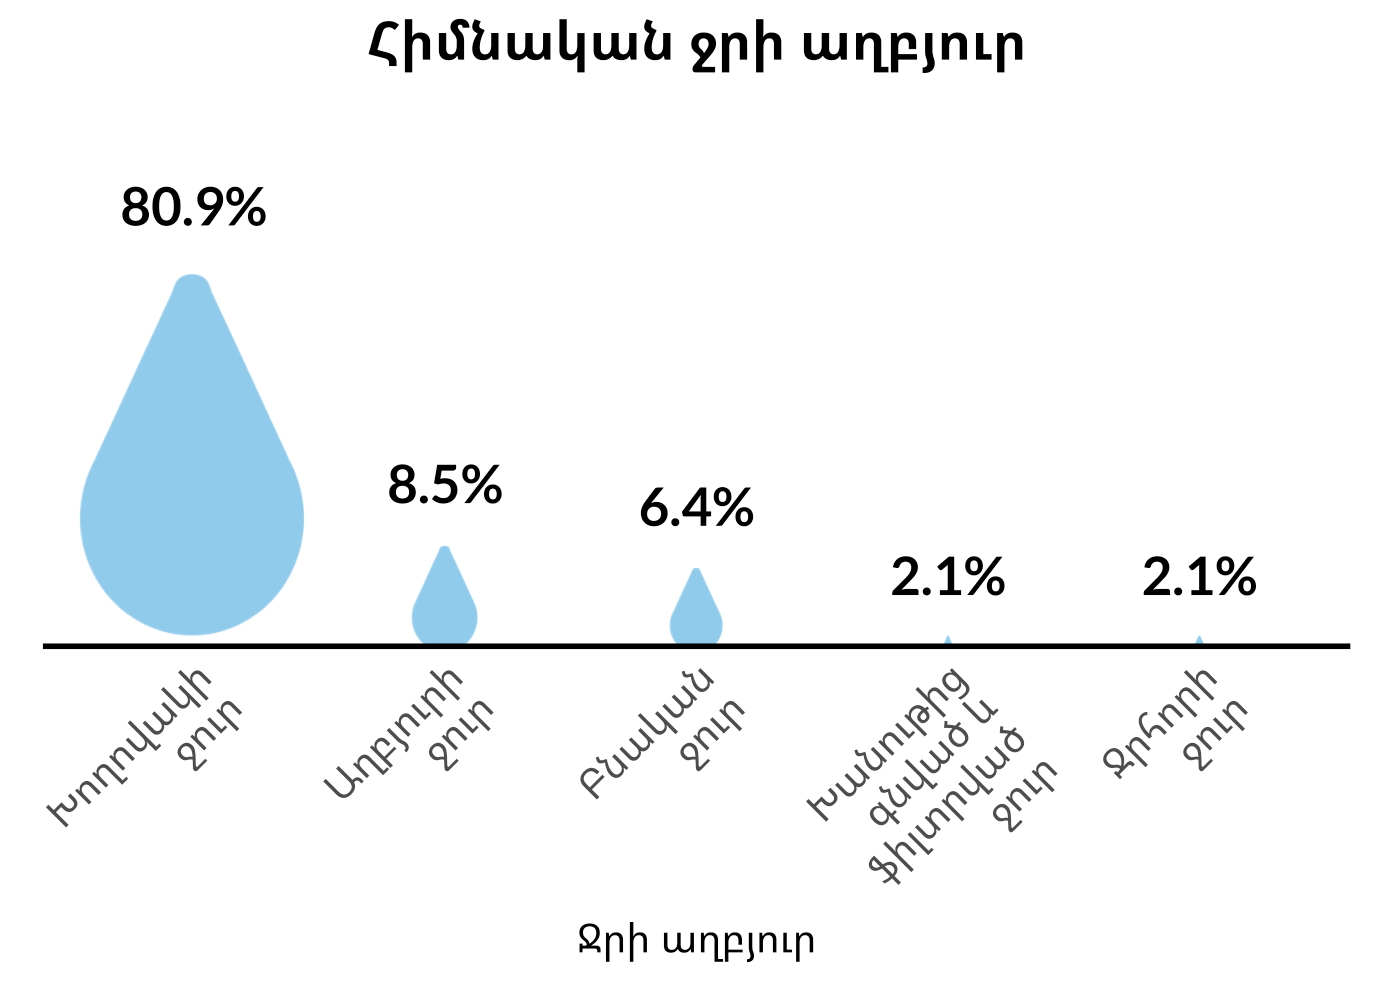 Հիմնական ջրի աղբյուր
80.9%
8.5%
6.4%
2.1%
2.1%
Խողովակի
ջուր
Աղբյուրի
ջուր
Բնական
ջուր
Խանութից
գնված և
ֆիլտրված
ջուր
Ջրհորի
ջուր
Ջրի աղբյուր